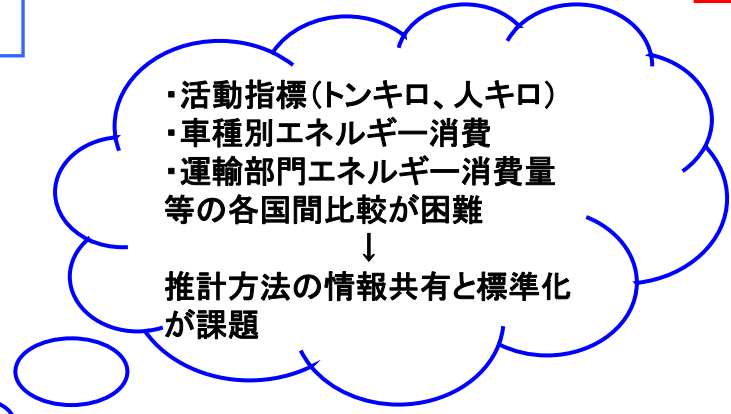 ・活動指標（トンキロ、人キロ）
・車種別エネルギー消費
・運輸部門エネルギー消費量
等の各国間比較が困難
↓
推計方法の情報共有と標準化
が課題